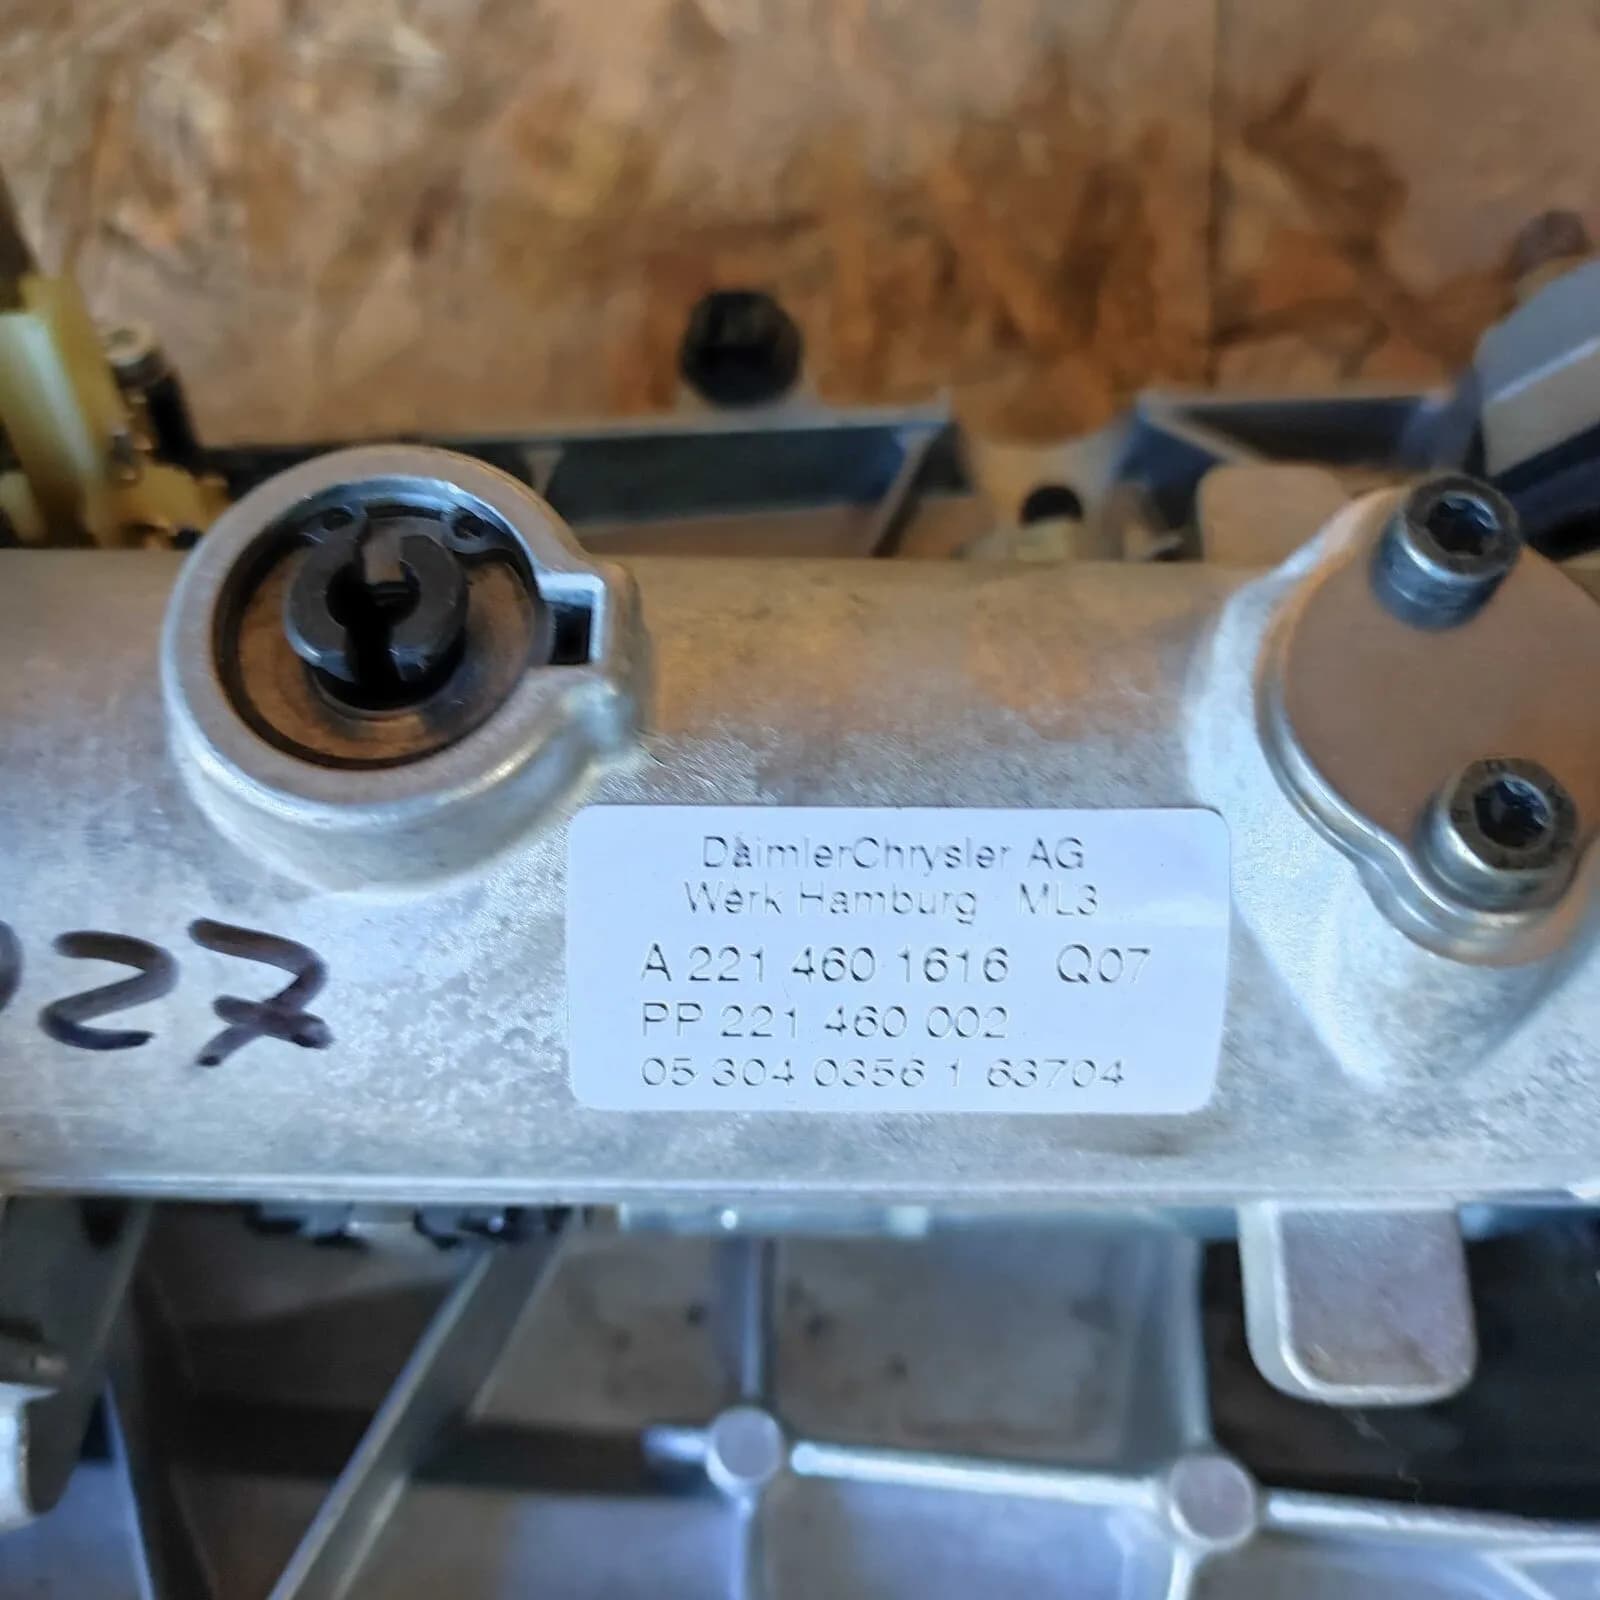 DaimlerChrysler AG
Werk Hamburg ML3
A 221 460 1616 Q07
PP 221 460 002
05 304 0356 1 63704
27